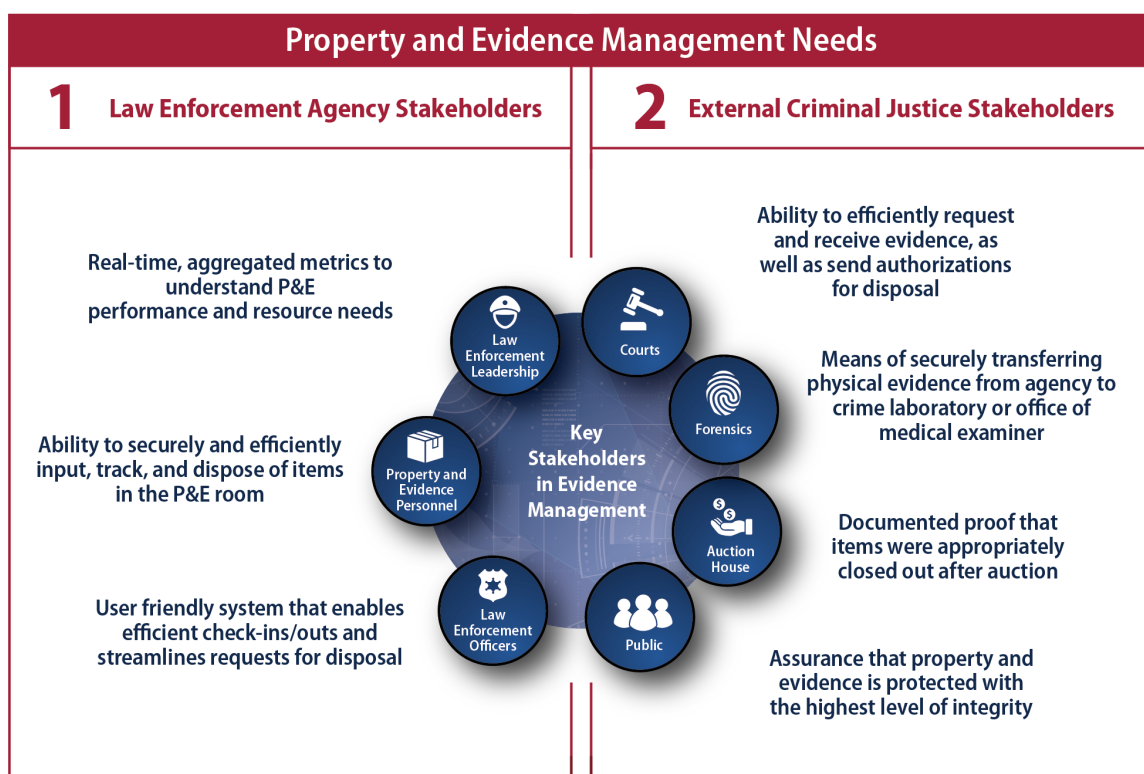 Property and Evidence Management Needs
1 Law Enforcement Agency Stakeholders
2 External Criminal Justice Stakeholders
Real-time, aggregated metrics to
understand P&E
performance and resource needs
Ability to securely and efficiently
input, track, and dispose of items
in the P&E room
User friendly system that enables
efficient check-ins/outs and
streamlines requests for disposal
Law
Enforcement
Leadership
Property and
Evidence
Personnel
Law
Enforcement
Officers
Key
Stakeholders
in Evidence
Management
Courts
Forensics
$
$
Auction
House
Public
Ability to efficiently request
and receive evidence, as
well as send authorizations
for disposal
Means of securely transferring
physical evidence from agency to
crime laboratory or office of
medical examiner
Documented proof that
items were appropriately
closed out after auction
Assurance that property and
evidence is protected with
the highest level of integrity